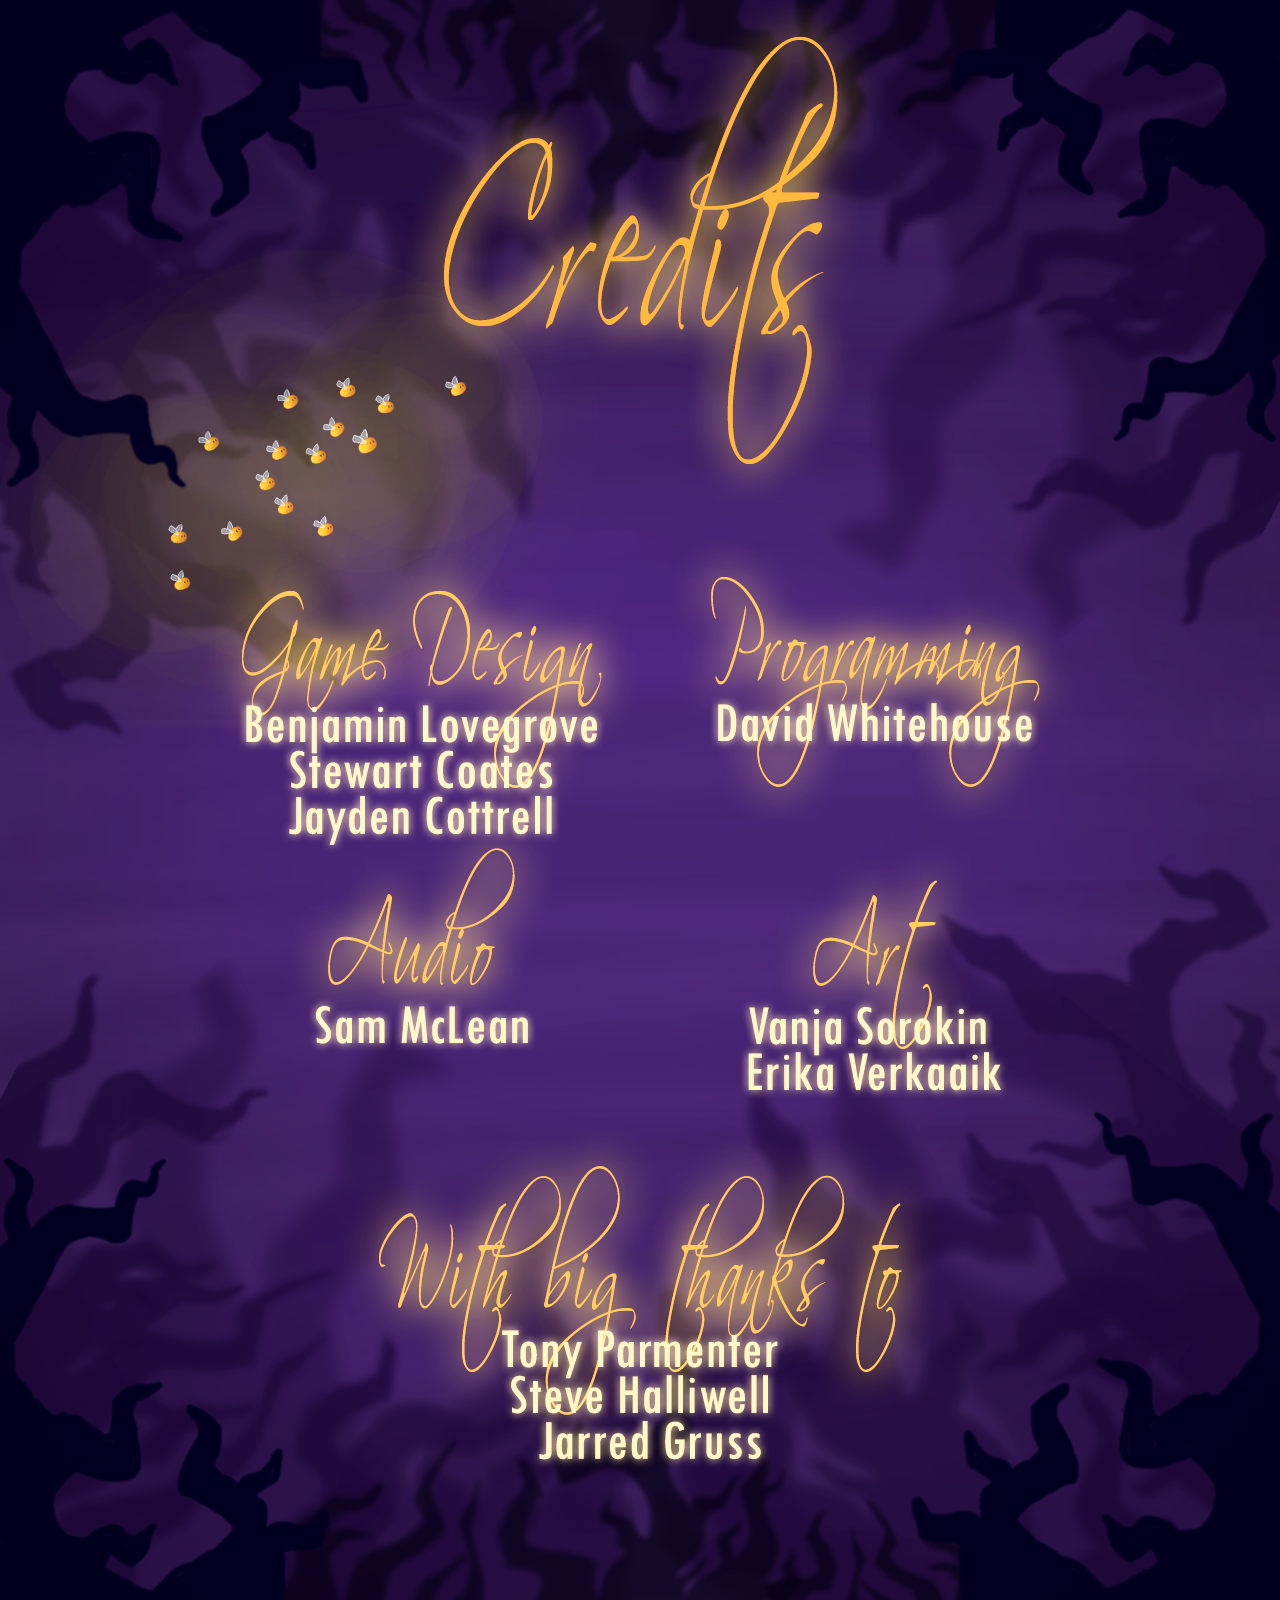 Credits
Game Design
Benjamin Lovegrove
Stewart Coates
Jayden Cottrell
Programming
David Whitehouse
Audio
Sam McLean
Art
Vanja Sorokin
Erika Verkaaik
With big thanks to
Tony Parmenter
Steve Halliwell
Jarred Gruss